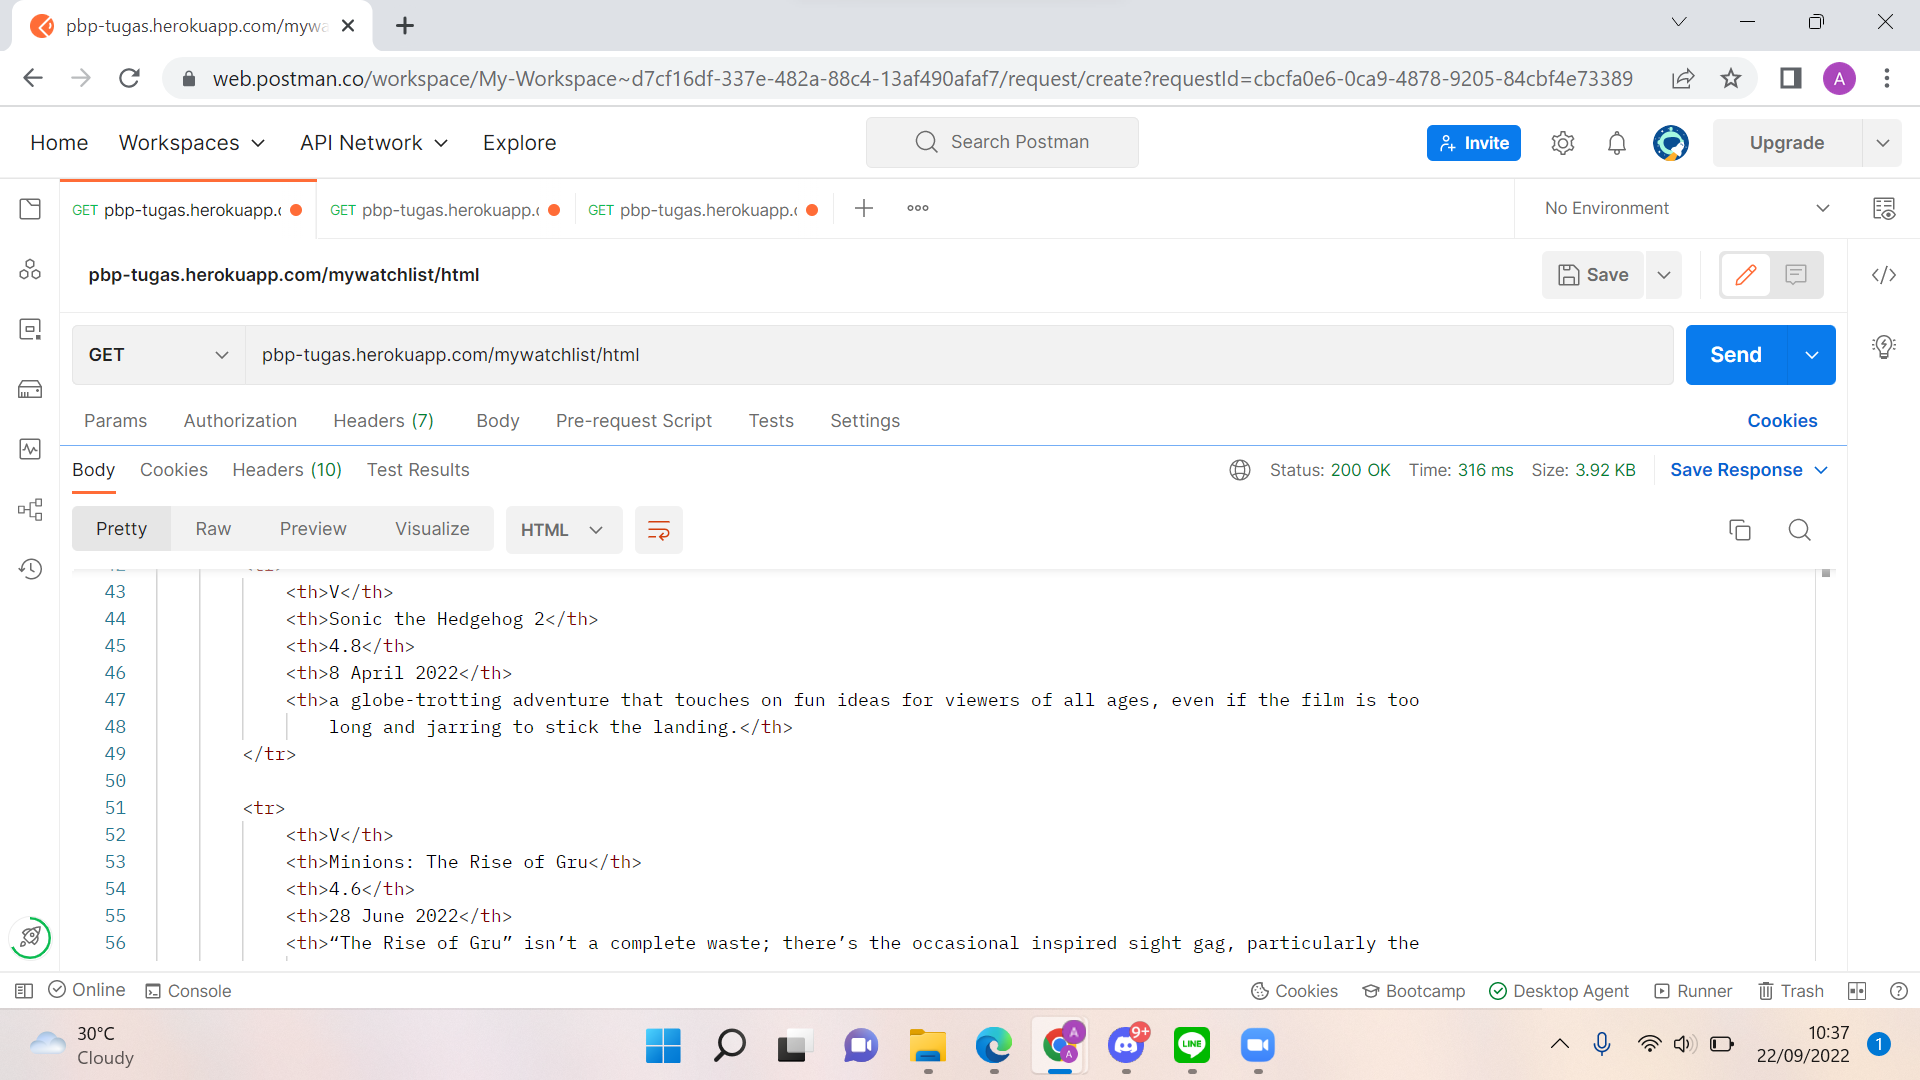 pbp-tugas.herokuapp.com/mywa
web.postman.co/workspace/My-Workspace~d7cf16df-337e-482a-88c4-13af490afaf7/request/create?requestId=cbcfa0e6-0ca9-4878-9205-84cbf4e73389
A
Home Workspaces API Network Explore
Search Postman
Invite
Upgrade
GET pbp-tugas.herokuapp.c
GET pbp-tugas.herokuapp.c
GET pbp-tugas.herokuapp.c
No Environment
pbp-tugas.herokuapp.com/mywatchlist/html
Save
GET
pbp-tugas.herokuapp.com/mywatchlist/html
Send
Params Authorization Headers (7) Body Pre-request Script Tests Settings
Cookies
Body Cookies Headers (10) Test Results
Status: 200 OK Time: 316 ms Size: 3.92 KB
Save Response
Pretty Raw Preview Visualize
HTML
42 <tr>
43 <th>V</th>
44 <th>Sonic the Hedgehog 2</th>
45 <th>4.8</th>
46 <th>8 April 2022</th>
47 <th>a globe-trotting adventure that touches on fun ideas for viewers of all ages, even if the film is too
48 long and jarring to stick the landing.</th>
49 </tr>
50
51 <tr>
52 <th>V</th>
53 <th>Minions: The Rise of Gru</th>
54 <th>4.6</th>
55 <th>28 June 2022</th>
56 <th>“The Rise of Gru” isn’t a complete waste; there’s the occasional inspired sight gag, particularly the
Online Console
Cookies Bootcamp Desktop Agent Runner Trash
30°C
Cloudy
A
A
9+
LINE
10:37
22/09/2022
1